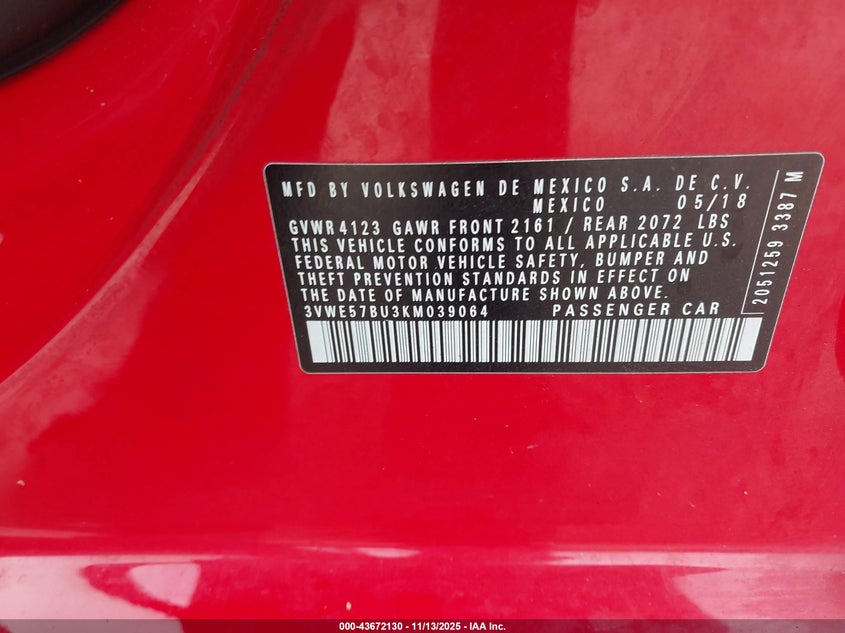 MFD BY VOLKSWAGEN DE MEXICO S.A. DE C.V.
MEXICO 05/18
GVWR 4123 GAWR FRONT 2161 / REAR 2072 LBS
THIS VEHICLE CONFORMS TO ALL APPLICABLE U.S.
FEDERAL MOTOR VEHICLE SAFETY, BUMPER AND
THEFT PREVENTION STANDARDS IN EFFECT ON
THE DATE OF MANUFACTURE SHOWN ABOVE.
3VWE57BU3KM039064 PASSENGER CAR
2051259 3387 M
000-43672130 - 11/13/2025 - IAA Inc.